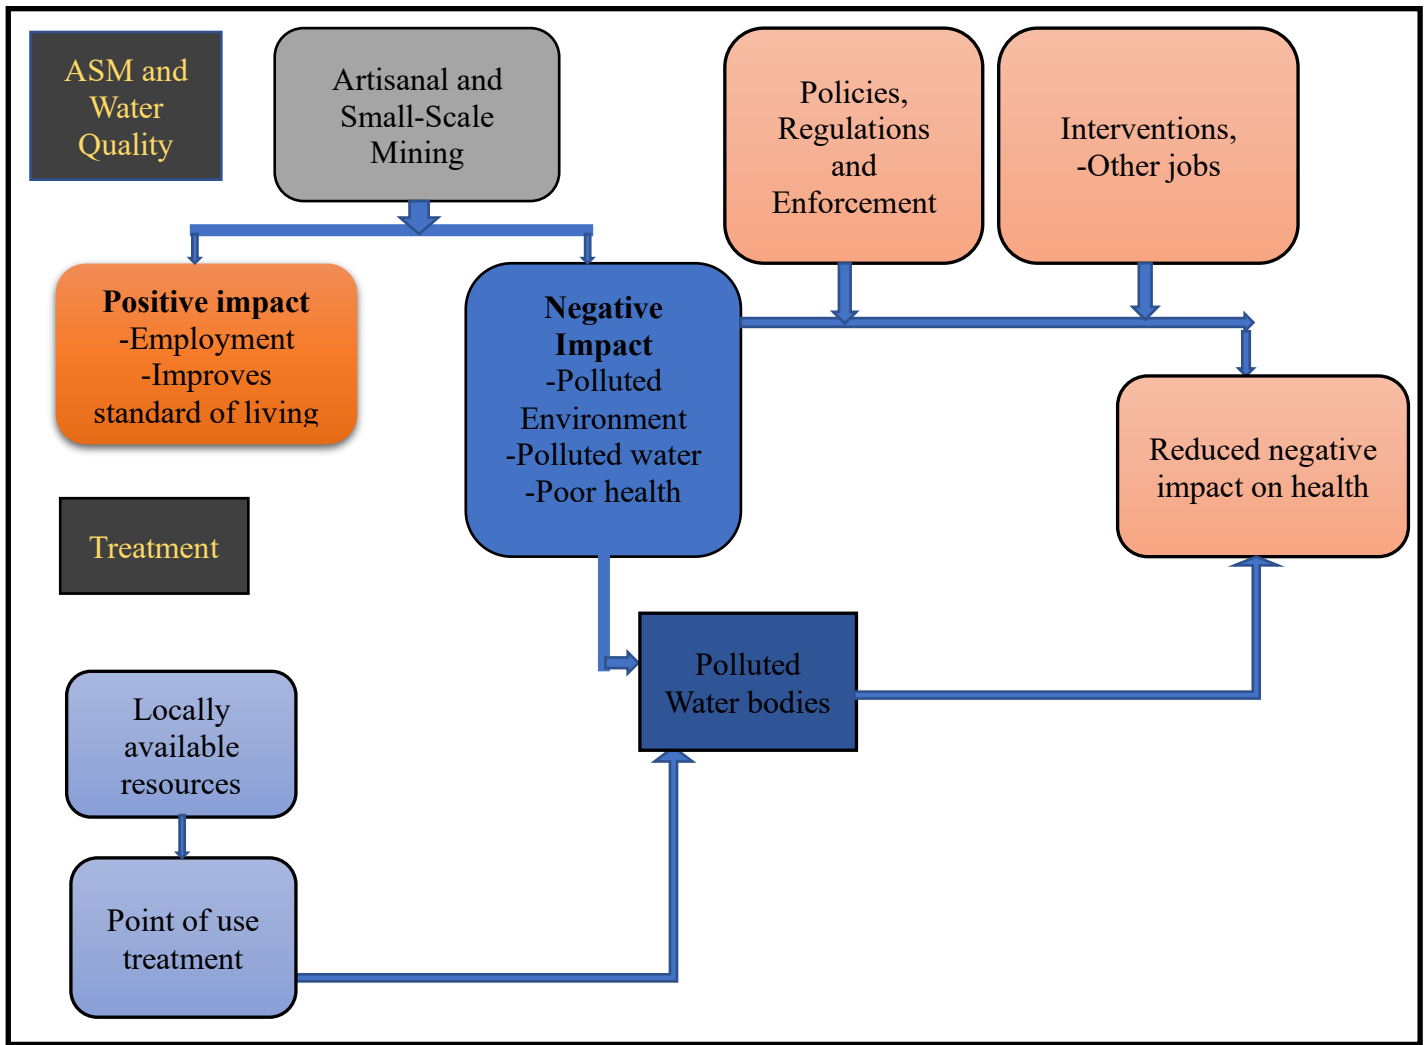 ASM and
Water
Quality
Artisanal and
Small-Scale
Mining
Policies,
Regulations
and
Enforcement
Interventions,
-Other jobs
Positive impact
-Employment
-Improves
standard of living
Negative
Impact
-Polluted
Environment
-Polluted water
-Poor health
Reduced negative
impact on health
Treatment
Polluted
Water bodies
Locally
available
resources
Point of use
treatment